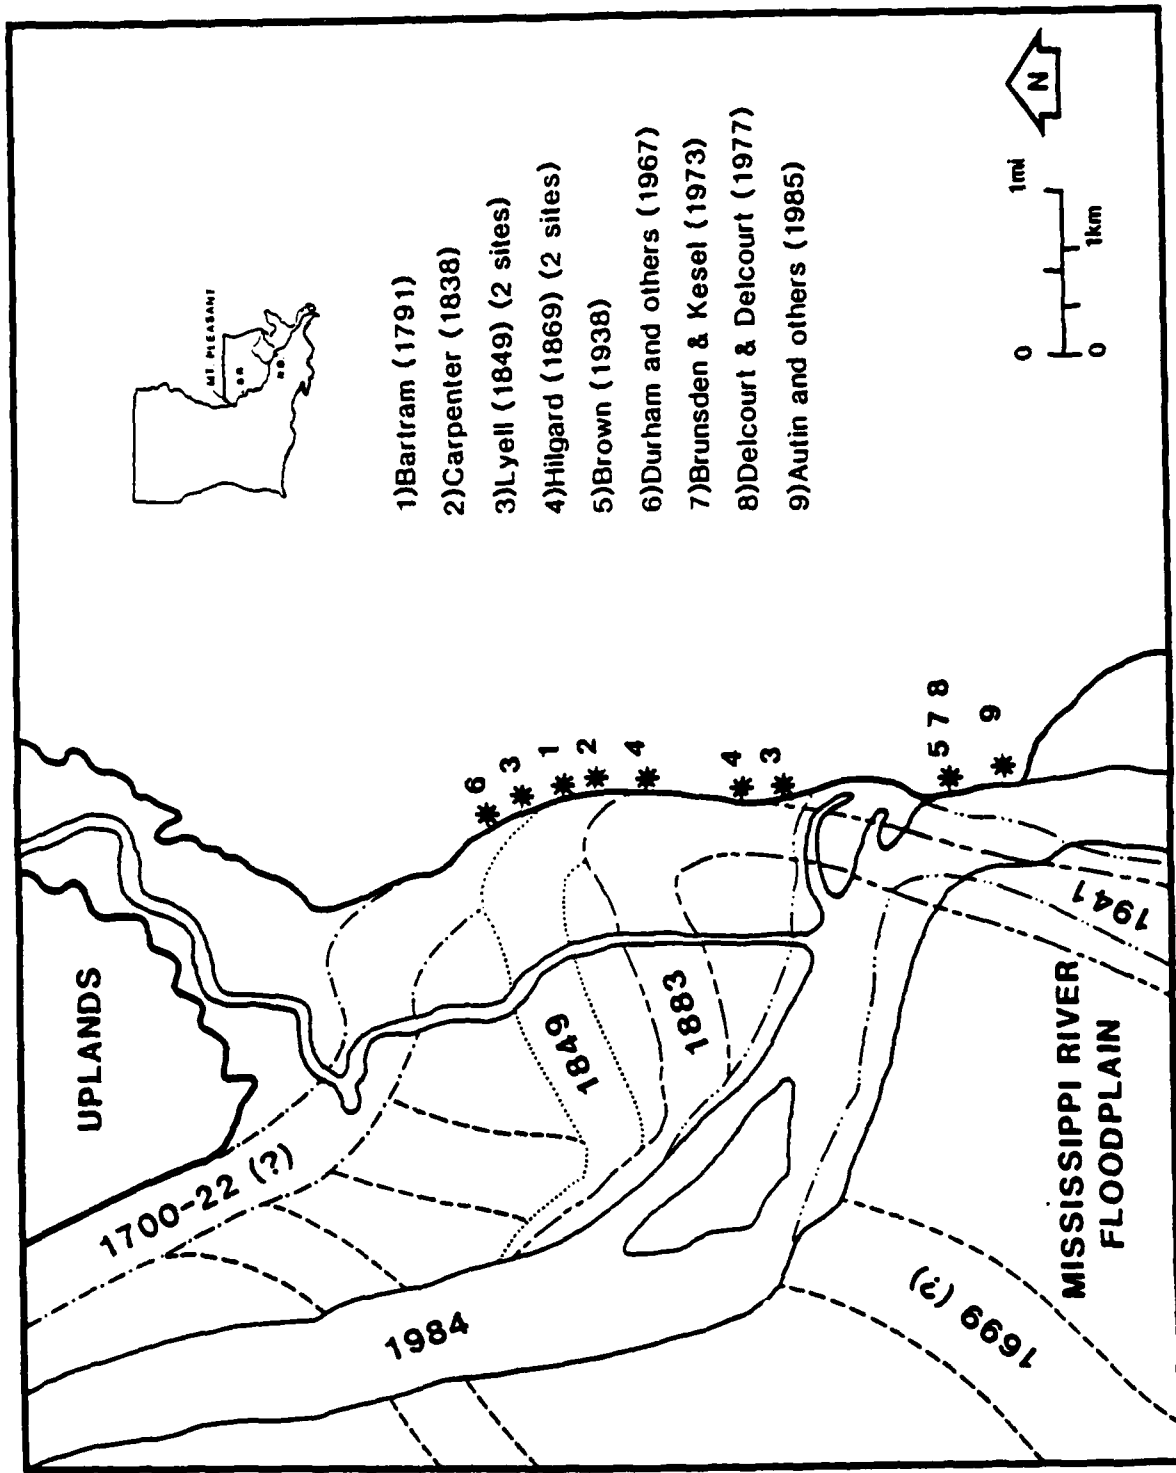 UPLANDS
1700-22 (?)
1984
1849
1883
1941
1699 (?)
MISSISSIPPI RIVER
FLOODPLAIN
6
3
1
2
4
4
3
5 7 8
9
MT. PLEASANT
B.R.
N.O.
1)Bartram (1791)
2)Carpenter (1838)
3)Lyell (1849) (2 sites)
4)Hilgard (1869) (2 sites)
5)Brown (1938)
6)Durham and others (1967)
7)Brunsden & Kesel (1973)
8)Delcourt & Delcourt (1977)
9)Autin and others (1985)
0 1mi
0 1km
N